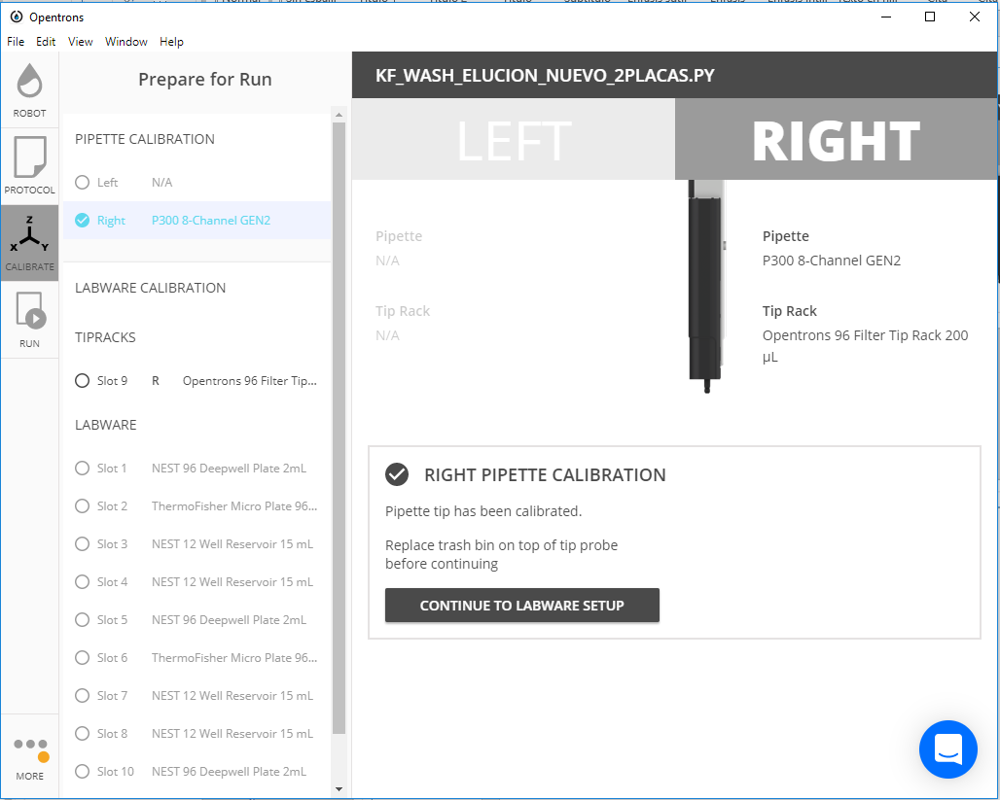 Opentrons
File Edit View Window Help
ROBOT
PROTOCOL
X Z Y
CALIBRATE
RUN
MORE
Prepare for Run
PIPETTE CALIBRATION
Left N/A
Right P300 8-Channel GEN2
LABWARE CALIBRATION
TIPRACKS
Slot 9 R Opentrons 96 Filter Tip...
LABWARE
Slot 1 NEST 96 Deepwell Plate 2mL
Slot 2 ThermoFisher Micro Plate 96...
Slot 3 NEST 12 Well Reservoir 15 mL
Slot 4 NEST 12 Well Reservoir 15 mL
Slot 5 NEST 96 Deepwell Plate 2mL
Slot 6 ThermoFisher Micro Plate 96...
Slot 7 NEST 12 Well Reservoir 15 mL
Slot 8 NEST 12 Well Reservoir 15 mL
Slot 10 NEST 96 Deepwell Plate 2mL
KF_WASH_ELUCION_NUEVO_2PLACAS.PY
LEFT RIGHT
Pipette
N/A
Tip Rack
N/A
Pipette
P300 8-Channel GEN2
Tip Rack
Opentrons 96 Filter Tip Rack 200
µL
RIGHT PIPETTE CALIBRATION
Pipette tip has been calibrated.
Replace trash bin on top of tip probe
before continuing
CONTINUE TO LABWARE SETUP